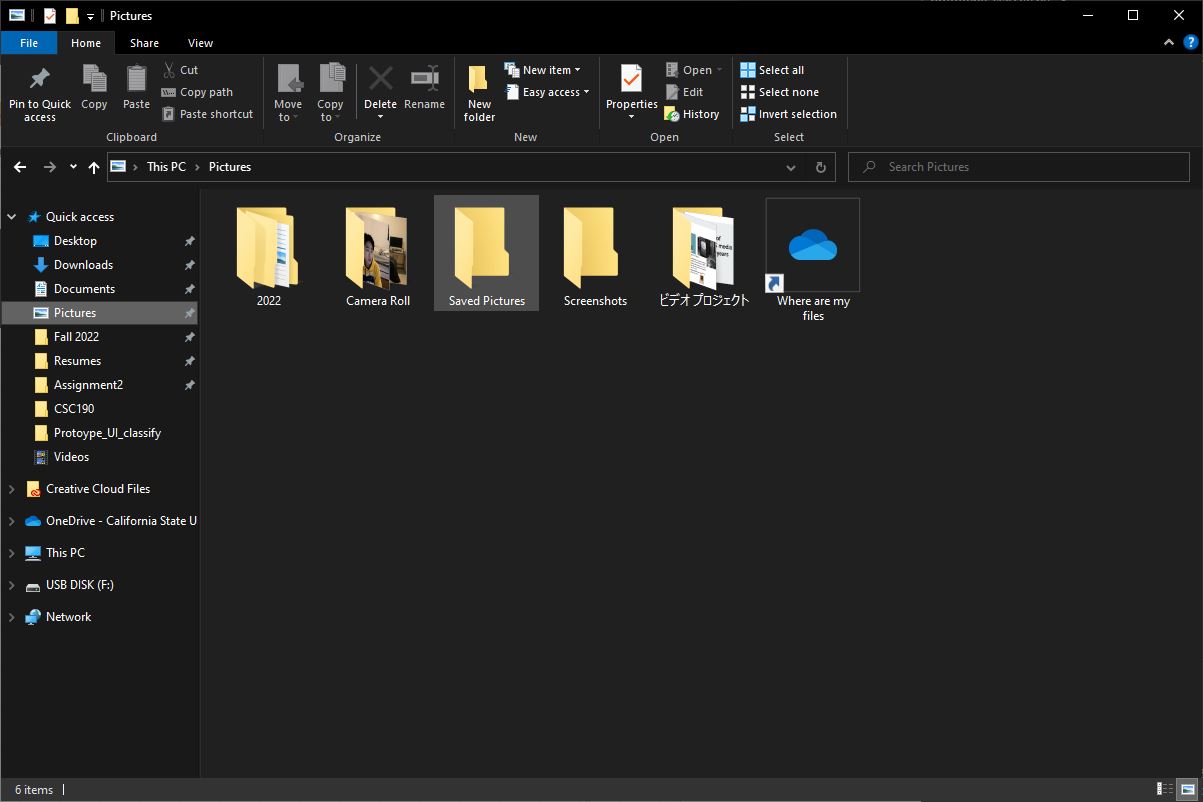 Pictures
File Home Share View
Pin to Quick access
Copy
Paste
Cut
Copy path
Paste shortcut
Clipboard
Move to
Copy to
Delete
Rename
Organize
New folder
New item
Easy access
New
Properties
Open
Edit
History
Open
Select all
Select none
Invert selection
Select
This PC > Pictures
Search Pictures
Quick access
Desktop
Downloads
Documents
Pictures
Fall 2022
Resumes
Assignment2
CSC190
Protoype_UI_classify
Videos
Creative Cloud Files
OneDrive - California State U
This PC
USB DISK (F:)
Network
2022
Camera Roll
Saved Pictures
Screenshots
of
media
years
ビデオ プロジェクト
Where are my
files
6 items